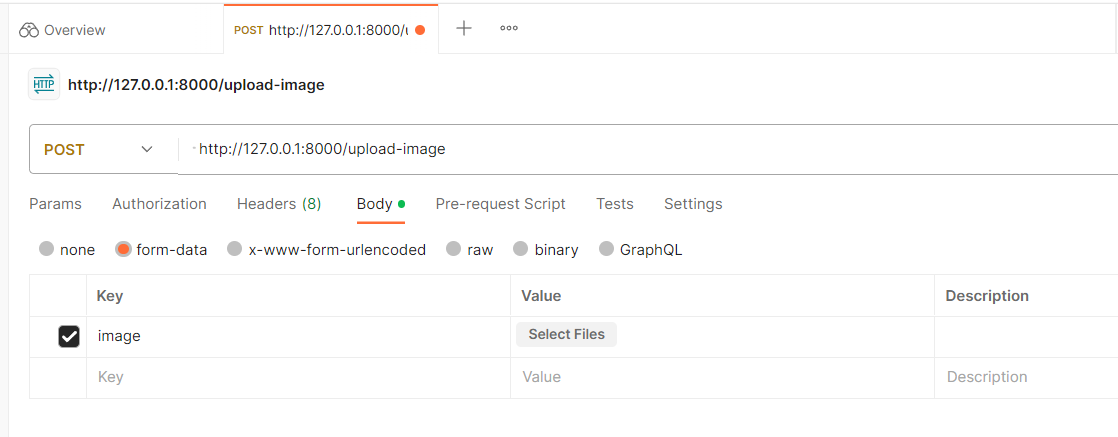 Overview
POST http://127.0.0.1:8000/u
HTTP http://127.0.0.1:8000/upload-image
POST http://127.0.0.1:8000/upload-image
Params Authorization Headers (8) Body Pre-request Script Tests Settings
none form-data x-www-form-urlencoded raw binary GraphQL
Key Value Description
image Select Files
Key Value Description